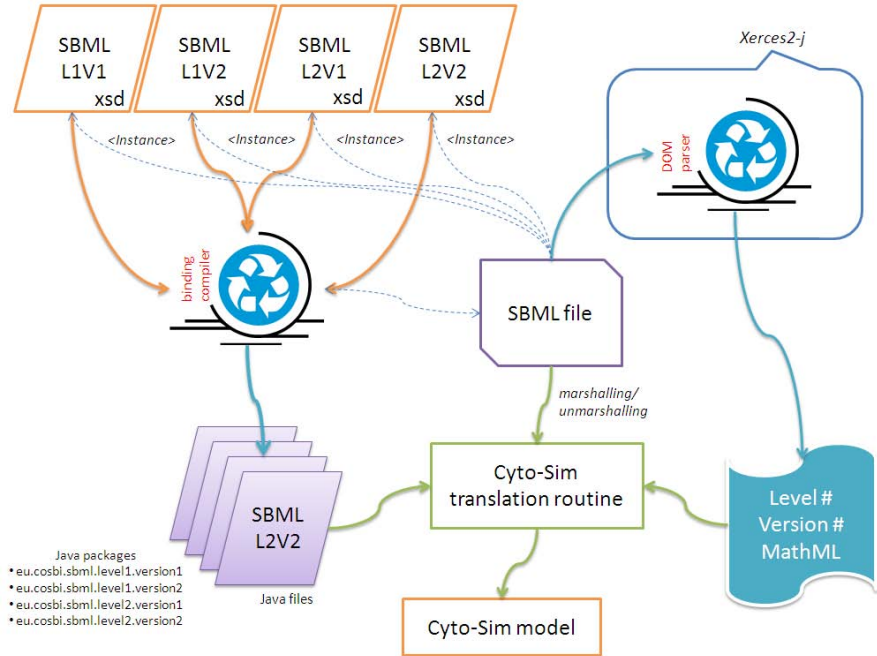 Xerces2-j
SBML
L1V1
xsd
SBML
L1V2
xsd
SBML
L2V1
xsd
SBML
L2V2
xsd
<Instance>
<Instance>
<Instance>
<Instance>
DOM
parser
binding
compiler
SBML file
marshalling/
unmarshalling
Cyto-Sim
translation routine
Level #
Version #
MathML
SBML
L2V2
Java files
Java packages
• eu.cosbi.sbml.level1.version1
• eu.cosbi.sbml.level1.version2
• eu.cosbi.sbml.level2.version1
• eu.cosbi.sbml.level2.version2
Cyto-Sim model